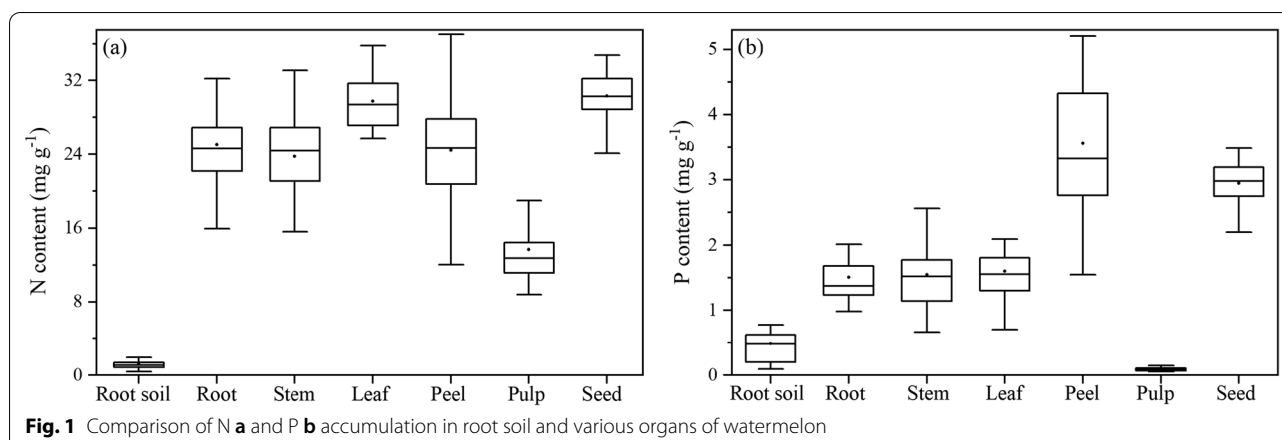 (a)
N content (mg g⁻¹)
32
24
16
8
0
Root soil Root Stem Leaf Peel Pulp Seed
(b)
P content (mg g⁻¹)
5
4
3
2
1
0
Root soil Root Stem Leaf Peel Pulp Seed
Fig. 1 Comparison of N a and P b accumulation in root soil and various organs of watermelon